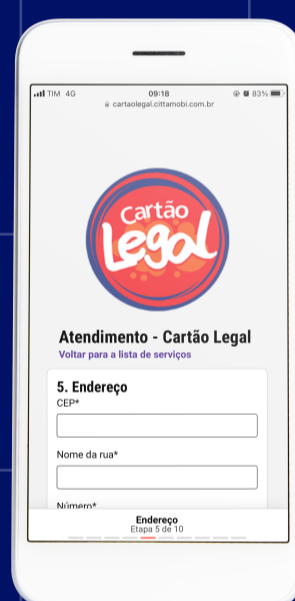 TIM 4G 09:18 83%
cartaolegal.cittamobi.com.br
Cartão
Legal
Atendimento - Cartão Legal
Voltar para a lista de serviços
5. Endereço
CEP*
Nome da rua*
Número*
Endereço
Etapa 5 de 10